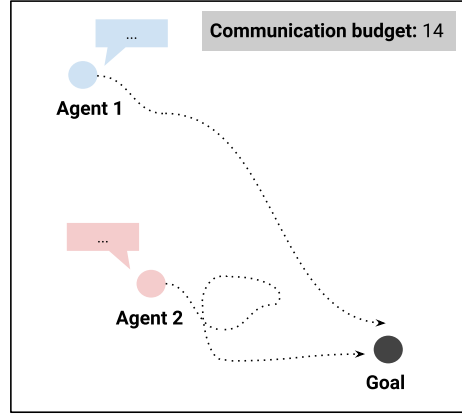 ...
Communication budget: 14
Agent 1
...
Agent 2
Goal